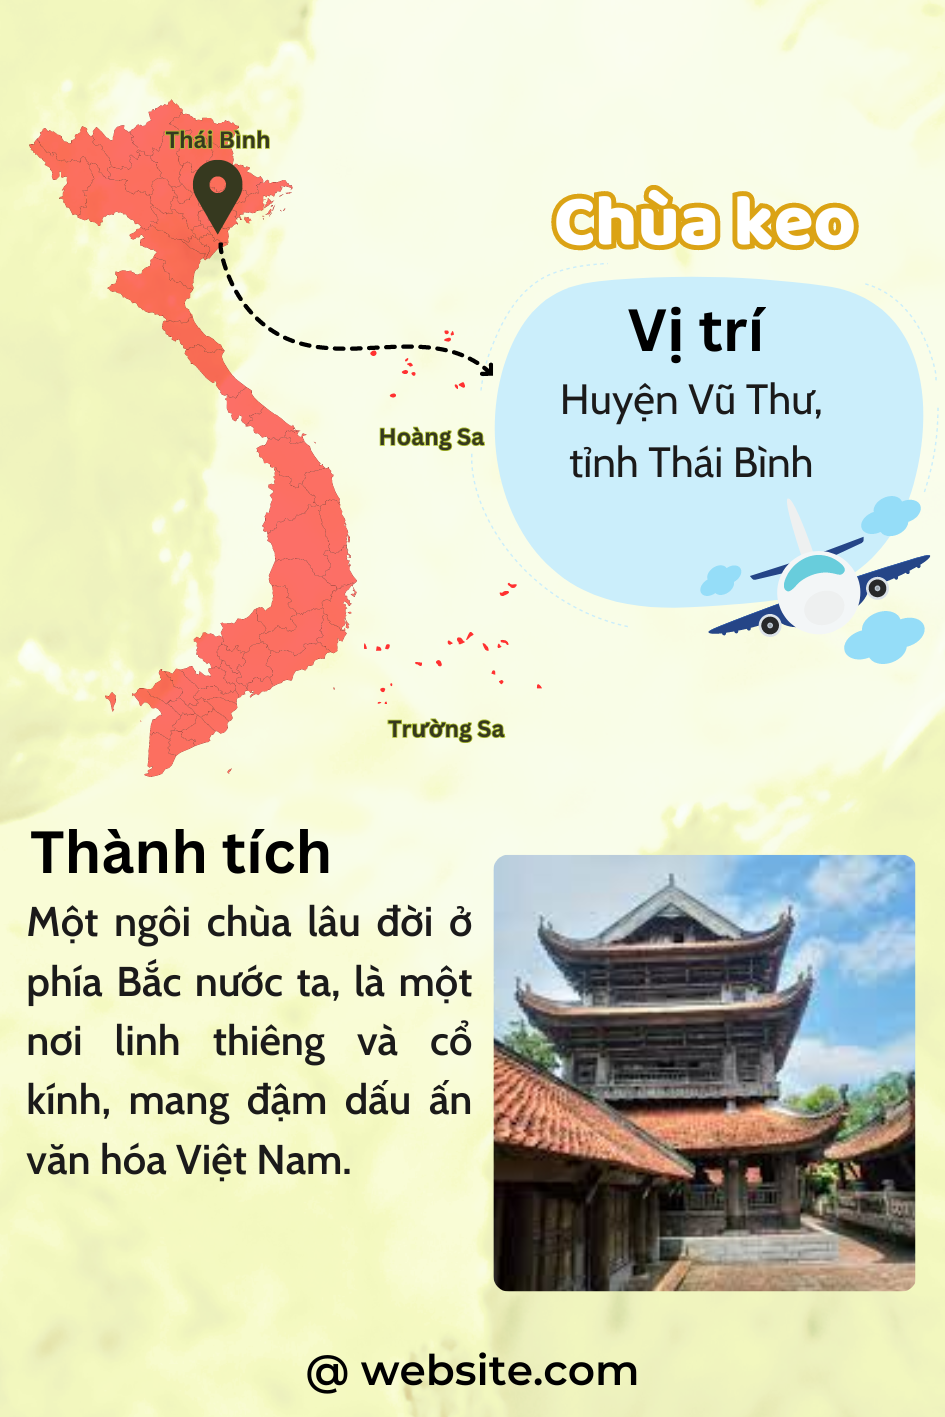 Thái Bình
Chùa keo
Vị trí
Huyện Vũ Thư,
tỉnh Thái Bình
Hoàng Sa
Trường Sa
Thành tích
Một ngôi chùa lâu đời ở
phía Bắc nước ta, là một
nơi linh thiêng và cổ
kính, mang đậm dấu ấn
văn hóa Việt Nam.
@ website.com